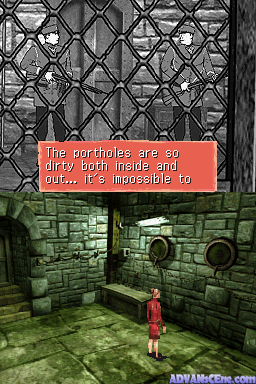 The portholes are so
dirty both inside and
out... it's impossible to
ADVANsCEne.com